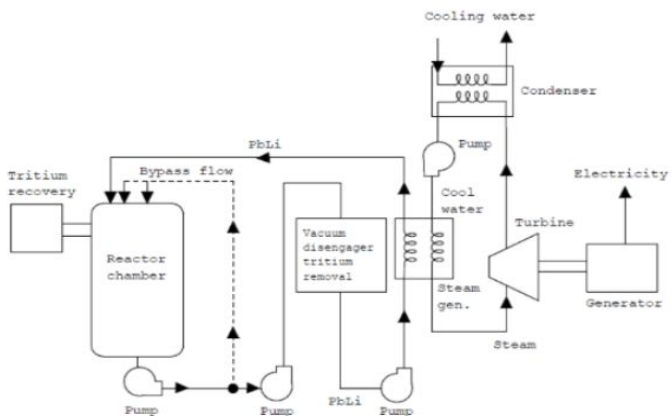 Cooling water
Condenser
Pump
PbLi
Bypass flow
Tritium
recovery
Electricity
Cool
water
Turbine
Vacuum
disengager
tritium
removal
Reactor
chamber
Steam
gen.
Generator
Steam
Pump
Pump
PbLi
Pump